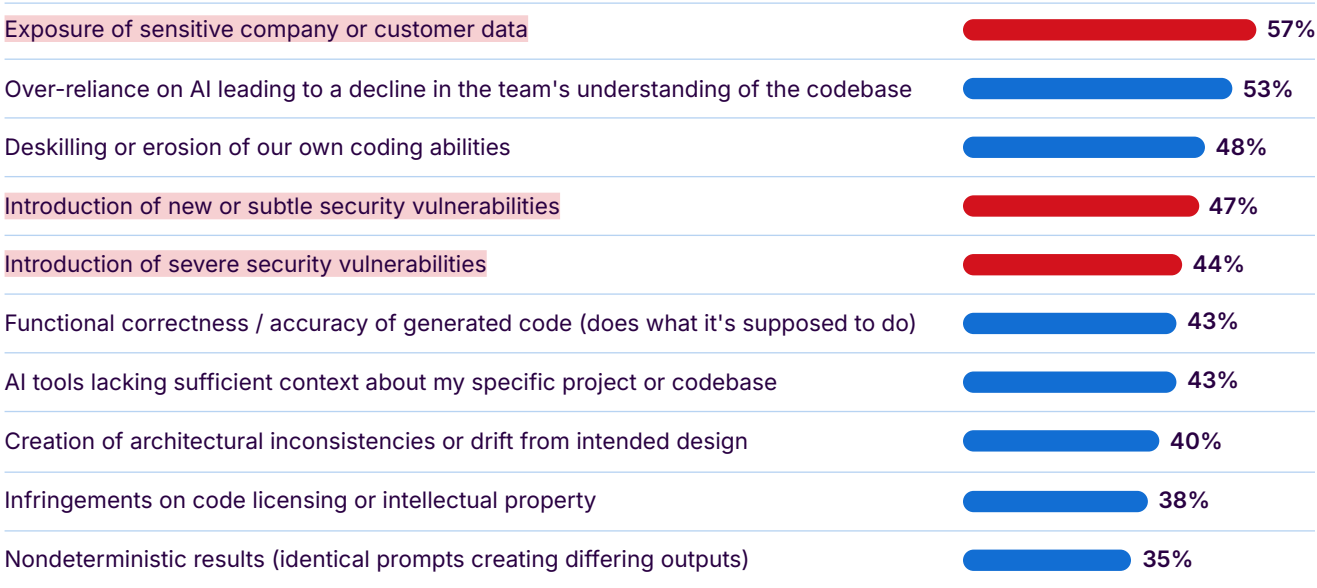 Exposure of sensitive company or customer data 57%
Over-reliance on AI leading to a decline in the team's understanding of the codebase 53%
Deskilling or erosion of our own coding abilities 48%
Introduction of new or subtle security vulnerabilities 47%
Introduction of severe security vulnerabilities 44%
Functional correctness / accuracy of generated code (does what it's supposed to do) 43%
AI tools lacking sufficient context about my specific project or codebase 43%
Creation of architectural inconsistencies or drift from intended design 40%
Infringements on code licensing or intellectual property 38%
Nondeterministic results (identical prompts creating differing outputs) 35%